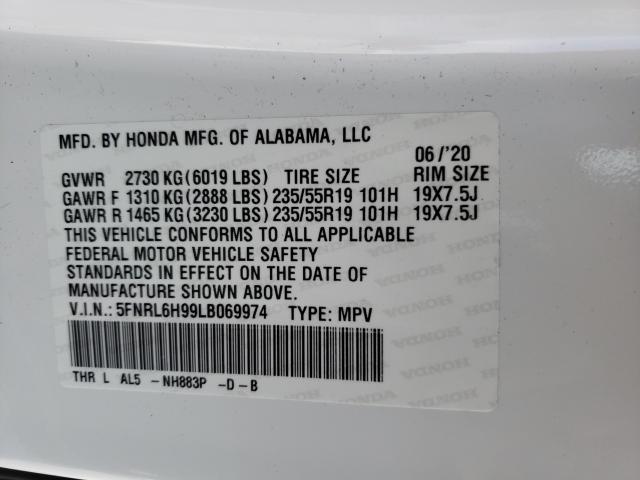 MFD. BY HONDA MFG. OF ALABAMA, LLC
06/'20
GVWR 2730 KG(6019 LBS) TIRE SIZE RIM SIZE
GAWR F 1310 KG(2888 LBS) 235/55R19 101H 19X7.5J
GAWR R 1465 KG(3230 LBS) 235/55R19 101H 19X7.5J
THIS VEHICLE CONFORMS TO ALL APPLICABLE
FEDERAL MOTOR VEHICLE SAFETY
STANDARDS IN EFFECT ON THE DATE OF
MANUFACTURE SHOWN ABOVE.
V.I.N.: 5FNRL6H99LB069974 TYPE: MPV
THR L AL5 - NH883P -D-B